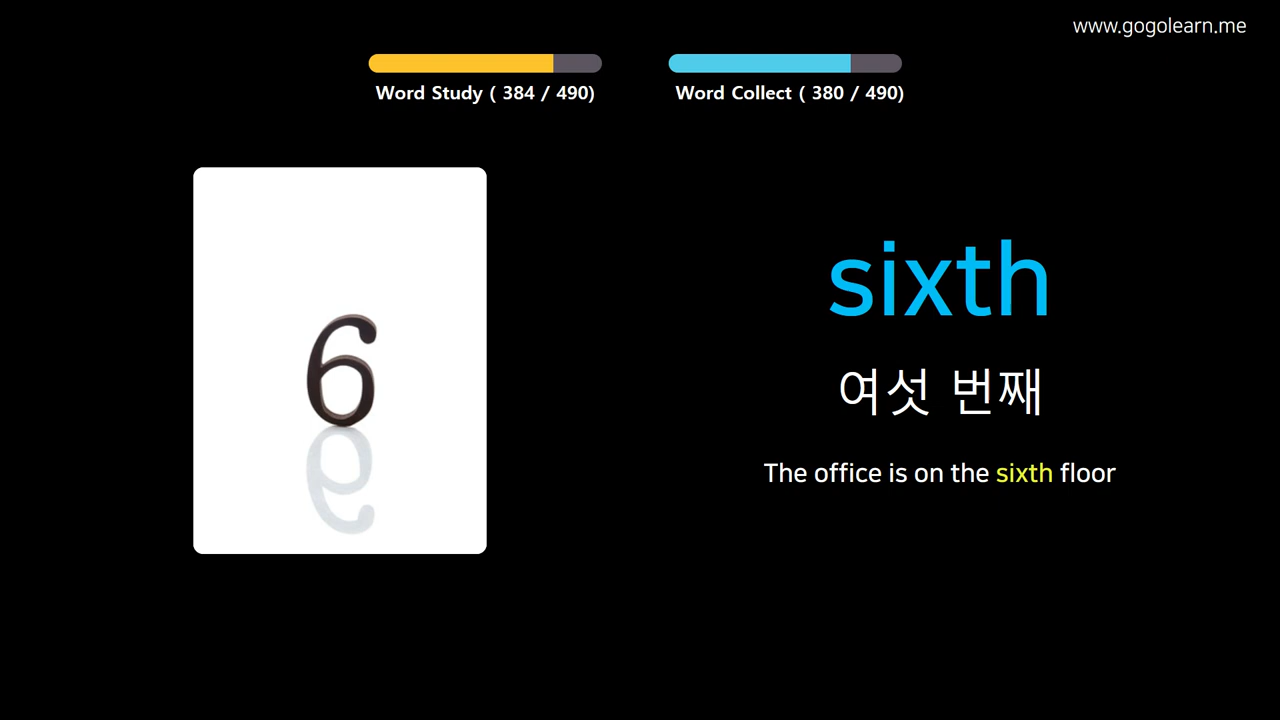 www.gogolearn.me
Word Study ( 384 / 490)
Word Collect ( 380 / 490)
6
sixth
여섯 번째
The office is on the sixth floor